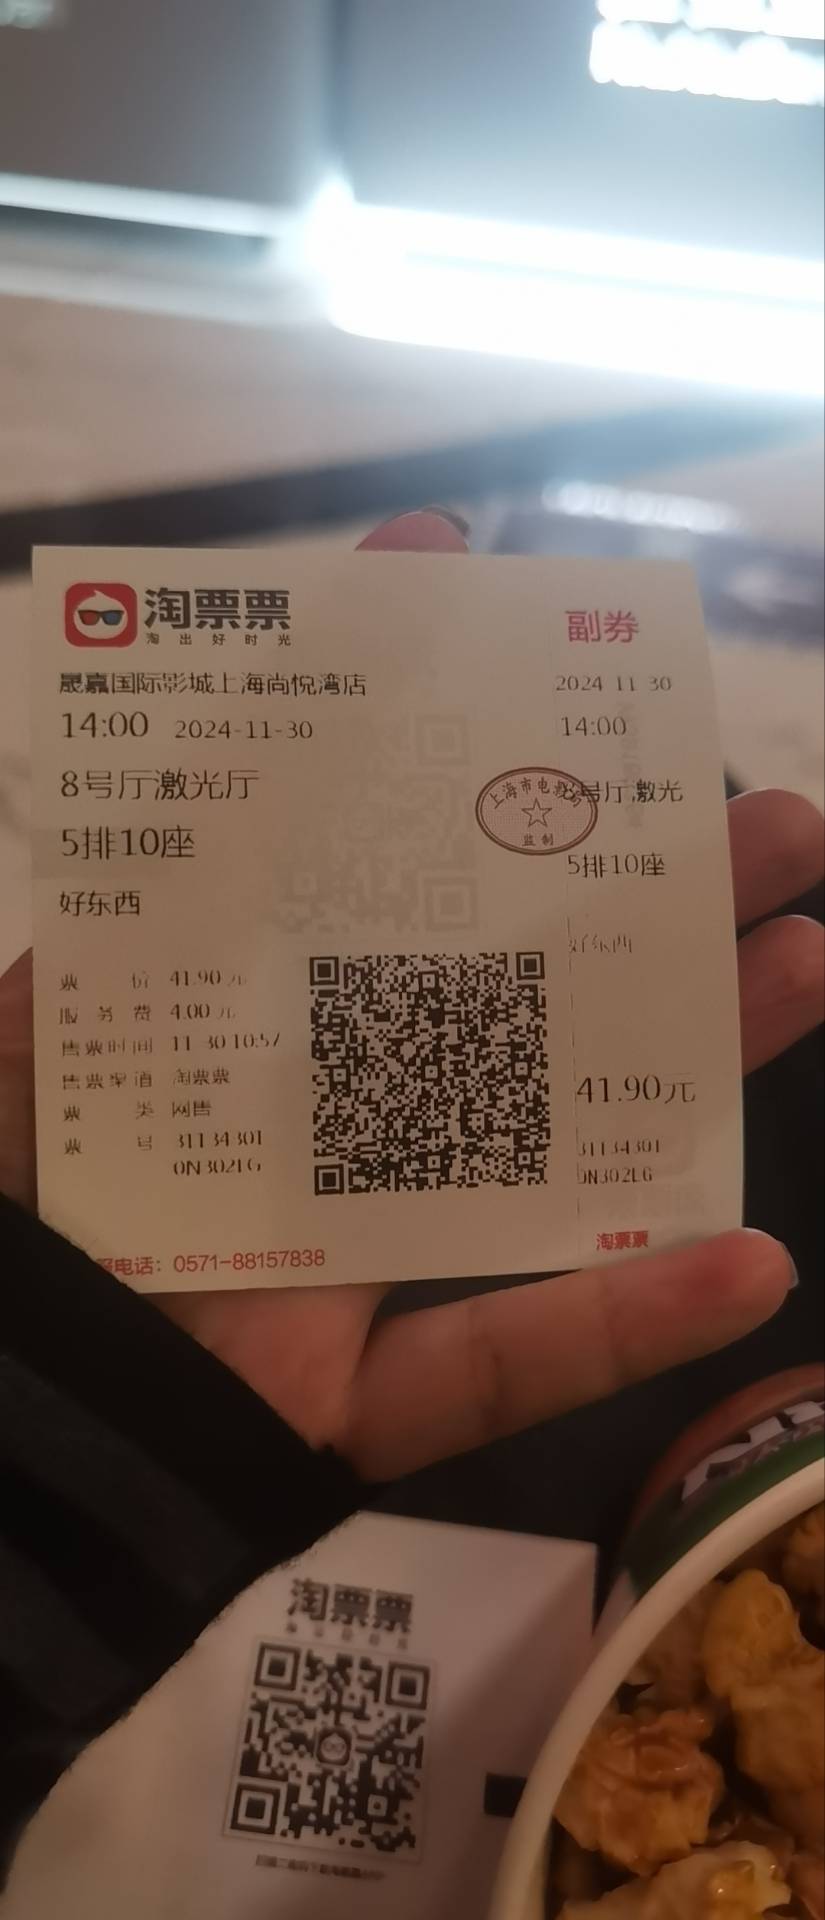 淘票票
淘出好时光
晟嘉国际影城上海尚悦湾店
14:00 2024-11-30
8号厅激光厅
5排10座
好东西
票价 41.90元
服务费 4.00元
售票时间 11-30 10:57
售票渠道 淘票票
票类 网售
票号 31134301
0N302LG
电话：0571-88157838
副券
2024 11 30
14:00
8号厅激光
5排10座
好东西
41.90元
31134301
0N302LG
淘票票
上海市电影局
监制
淘票票